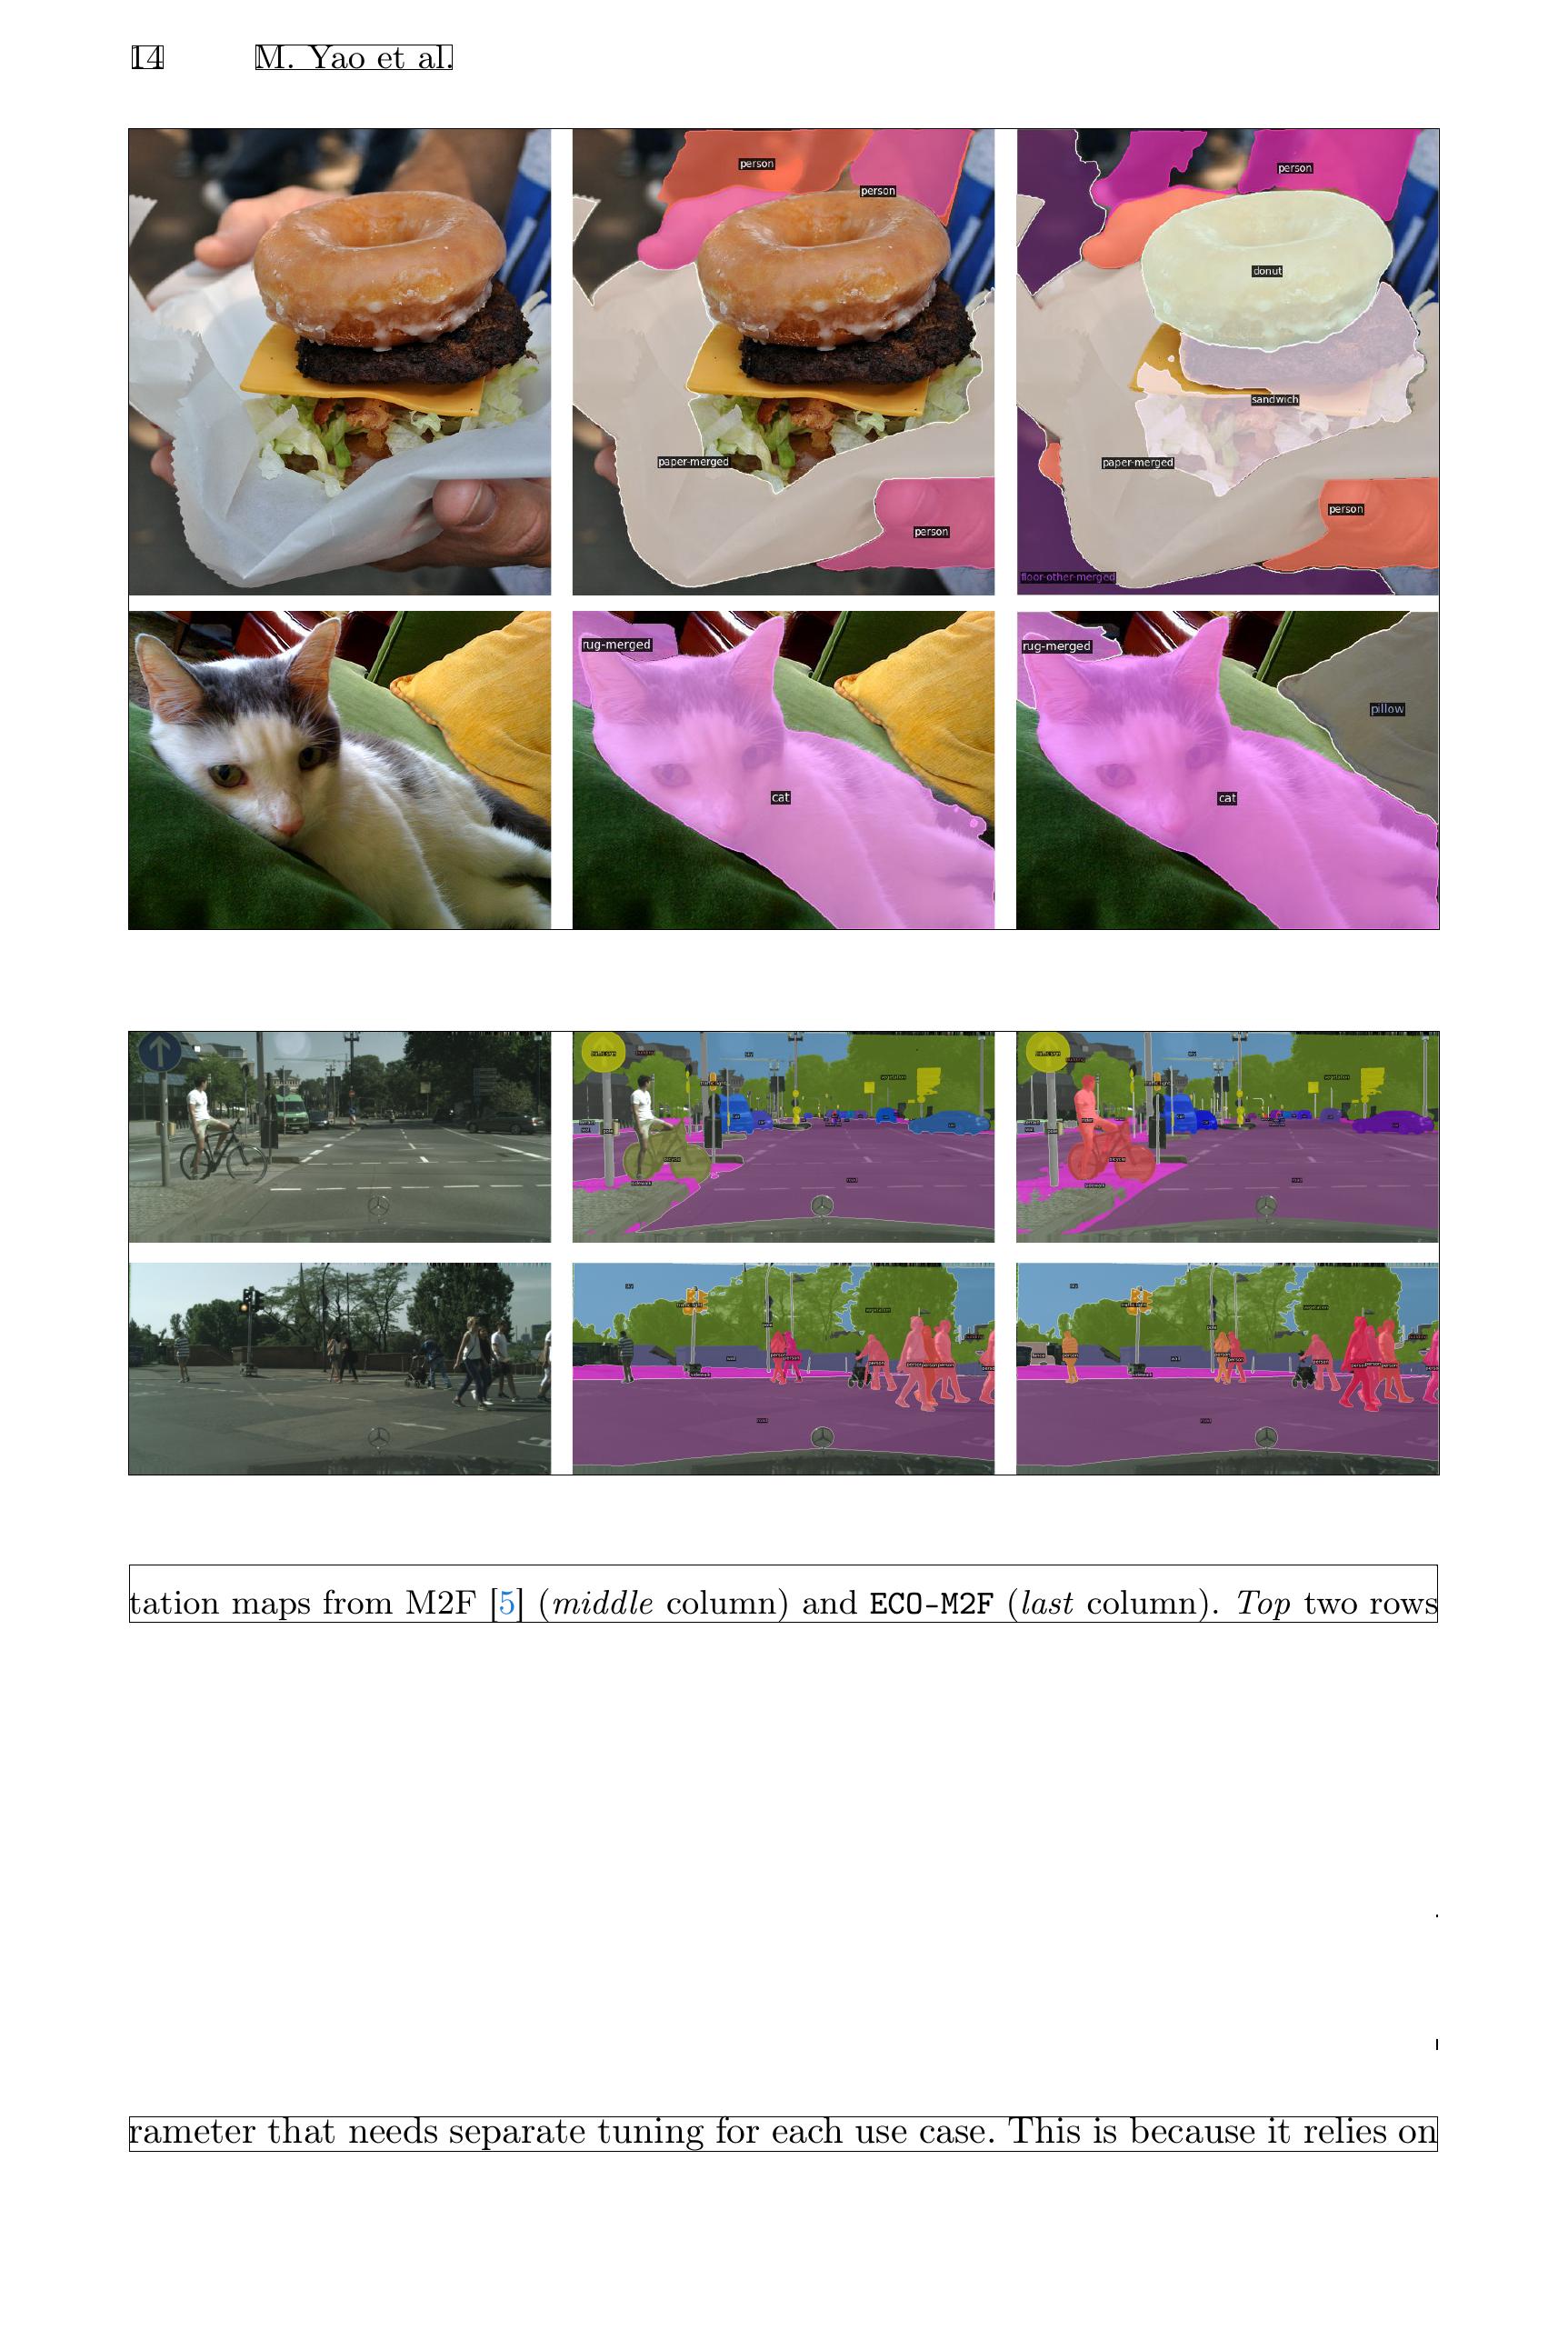 14 M. Yao et al.
person
person
person
donut
sandwich
paper-merged
paper-merged
person
person
floor-other-merged
rug-merged
rug-merged
pillow
cat
cat
tation maps from M2F [5] (middle column) and ECO-M2F (last column). Top two rows
rameter that needs separate tuning for each use case. This is because it relies on